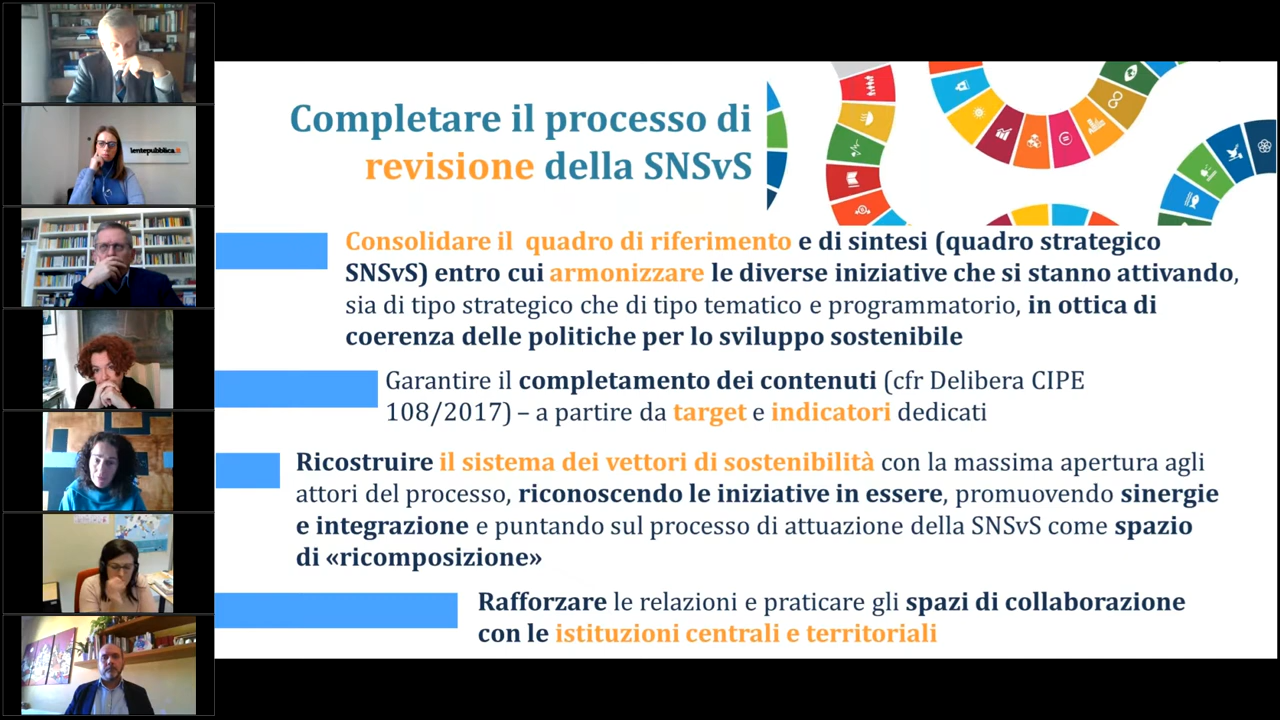 lentepubblica.it
Completare il processo di
revisione della SNSvS
Consolidare il quadro di riferimento e di sintesi (quadro strategico
SNSvS) entro cui armonizzare le diverse iniziative che si stanno attivando,
sia di tipo strategico che di tipo tematico e programmatorio, in ottica di
coerenza delle politiche per lo sviluppo sostenibile
Garantire il completamento dei contenuti (cfr Delibera CIPE
108/2017) – a partire da target e indicatori dedicati
Ricostruire il sistema dei vettori di sostenibilità con la massima apertura agli
attori del processo, riconoscendo le iniziative in essere, promuovendo sinergie
e integrazione e puntando sul processo di attuazione della SNSvS come spazio
di «ricomposizione»
Rafforzare le relazioni e praticare gli spazi di collaborazione
con le istituzioni centrali e territoriali